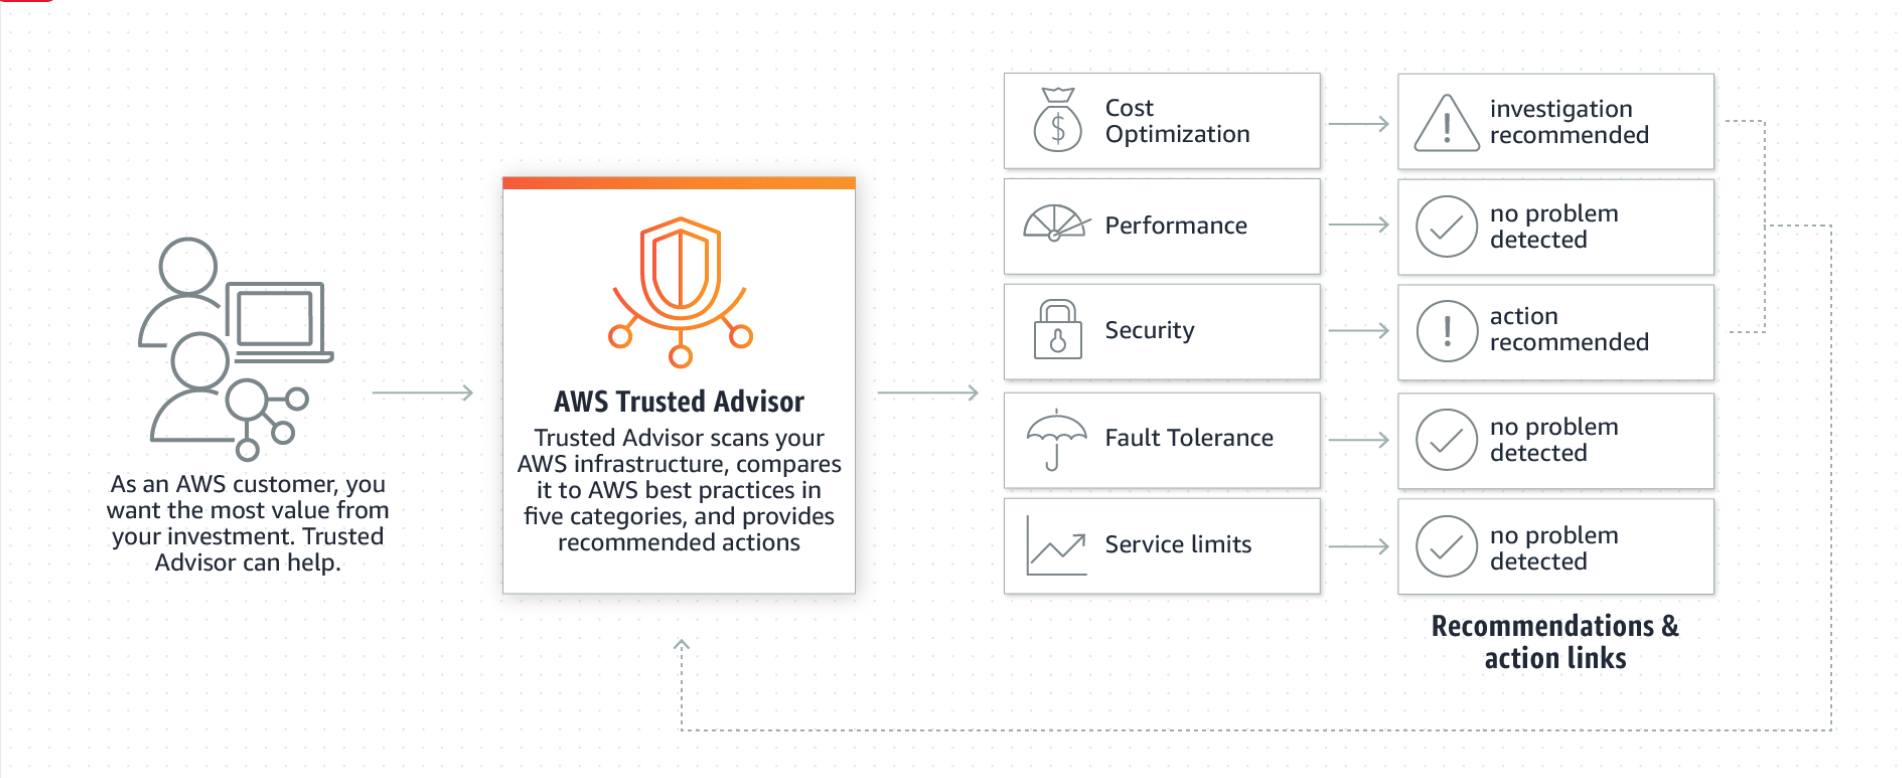 As an AWS customer, you
want the most value from
your investment. Trusted
Advisor can help.
AWS Trusted Advisor
Trusted Advisor scans your
AWS infrastructure, compares
it to AWS best practices in
five categories, and provides
recommended actions
$
Cost
Optimization
!
investigation
recommended
Performance
no problem
detected
Security
!
action
recommended
Fault Tolerance
no problem
detected
Service limits
no problem
detected
Recommendations &
action links